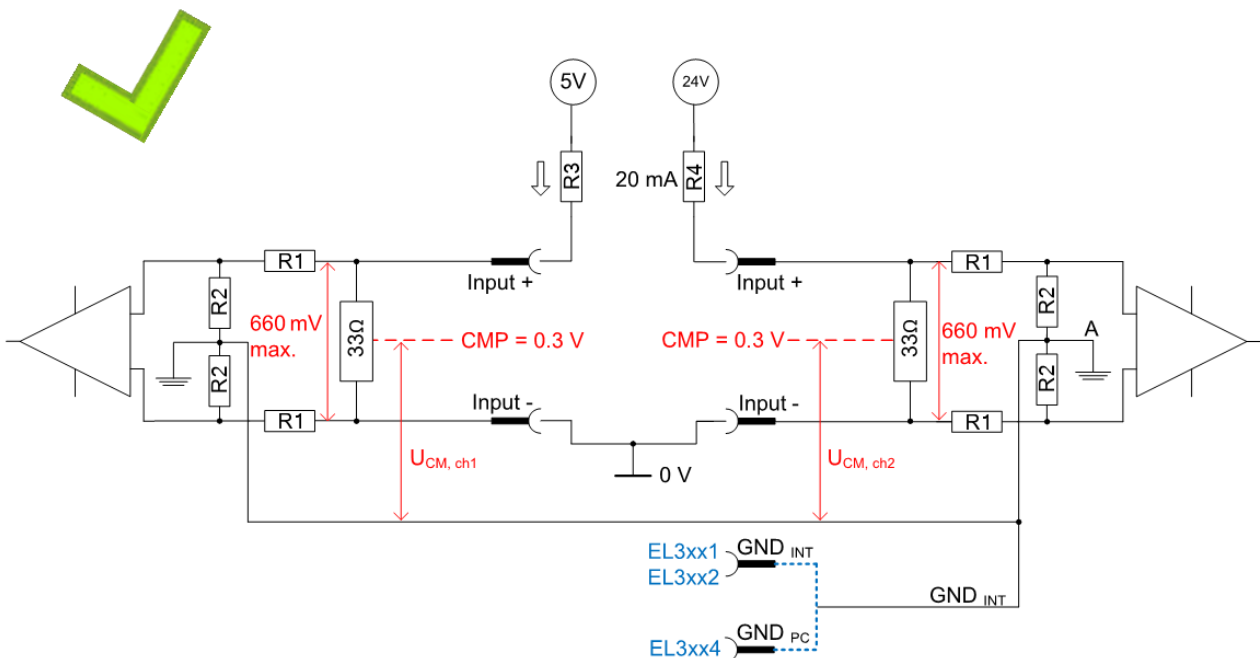 5V
24V
R3
20 mA
R4
R1
Input +
Input +
R1
R2
R2
660 mV
max.
33Ω
CMP = 0.3 V
CMP = 0.3 V
33Ω
660 mV
max.
A
R2
R2
R1
Input -
Input -
R1
U CM, ch1
0 V
U CM, ch2
EL3xx1
GND INT
EL3xx2
GND INT
EL3xx4
GND PC